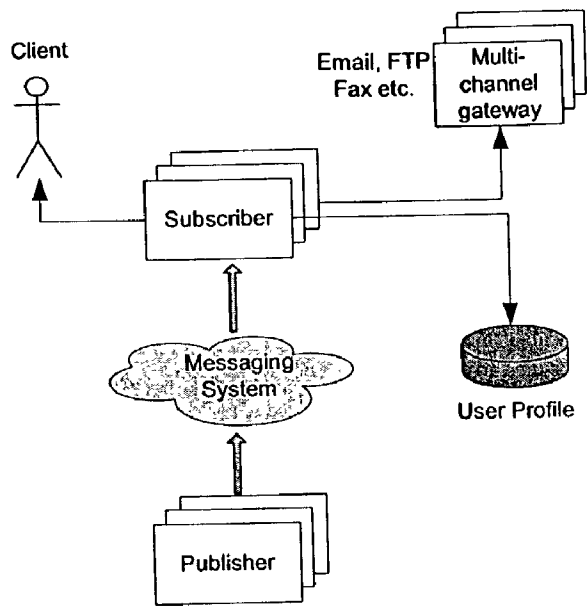 Client
Email, FTP
Fax etc.
Multi-
channel
gateway
Subscriber
Messaging
System
User Profile
Publisher